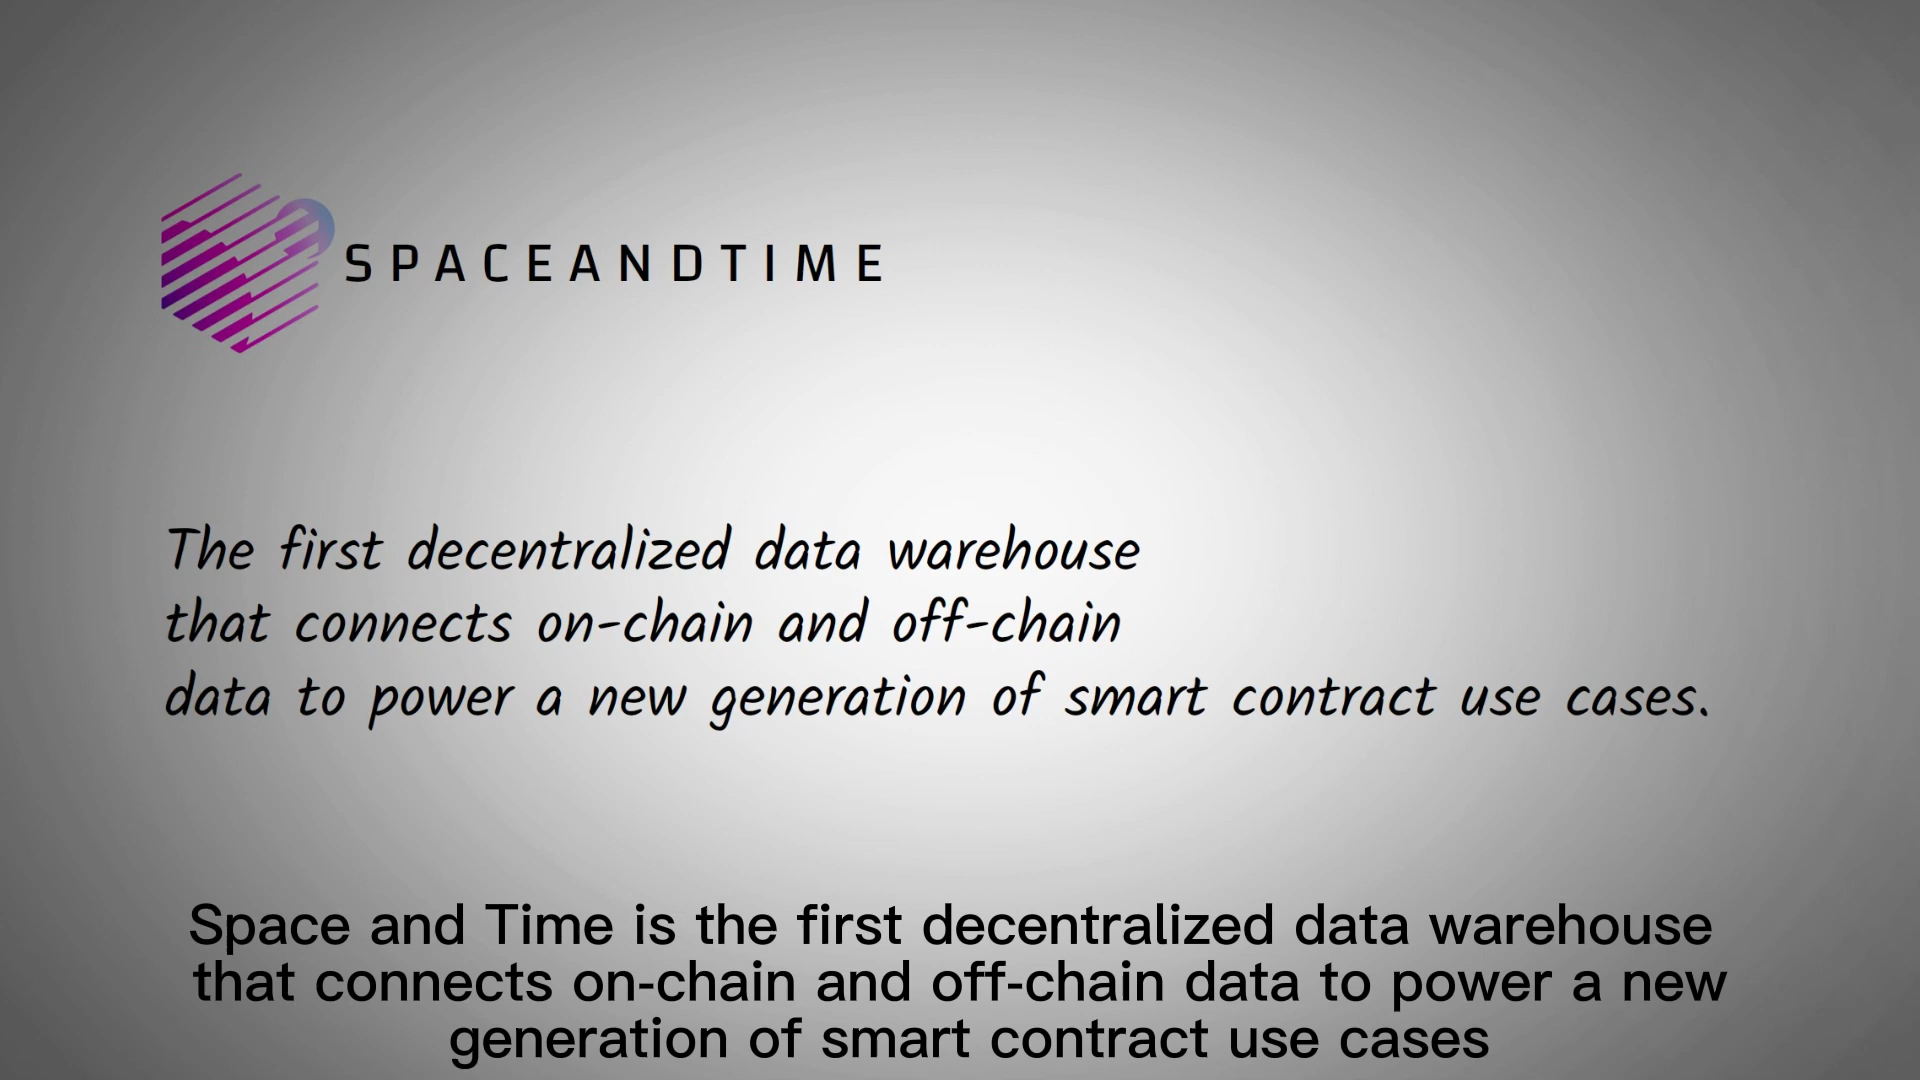 SPACEANDTIME
The first decentralized data warehouse
that connects on-chain and off-chain
data to power a new generation of smart contract use cases.
Space and Time is the first decentralized data warehouse
that connects on-chain and off-chain data to power a new
generation of smart contract use cases